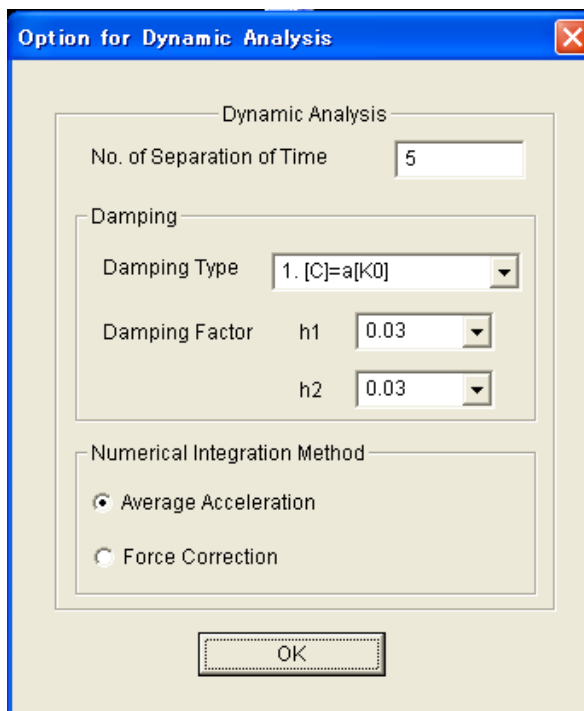 Option for Dynamic Analysis
Dynamic Analysis
No. of Separation of Time 5
Damping
Damping Type 1. [C]=a[K0]
Damping Factor h1 0.03
h2 0.03
Numerical Integration Method
Average Acceleration
Force Correction
OK